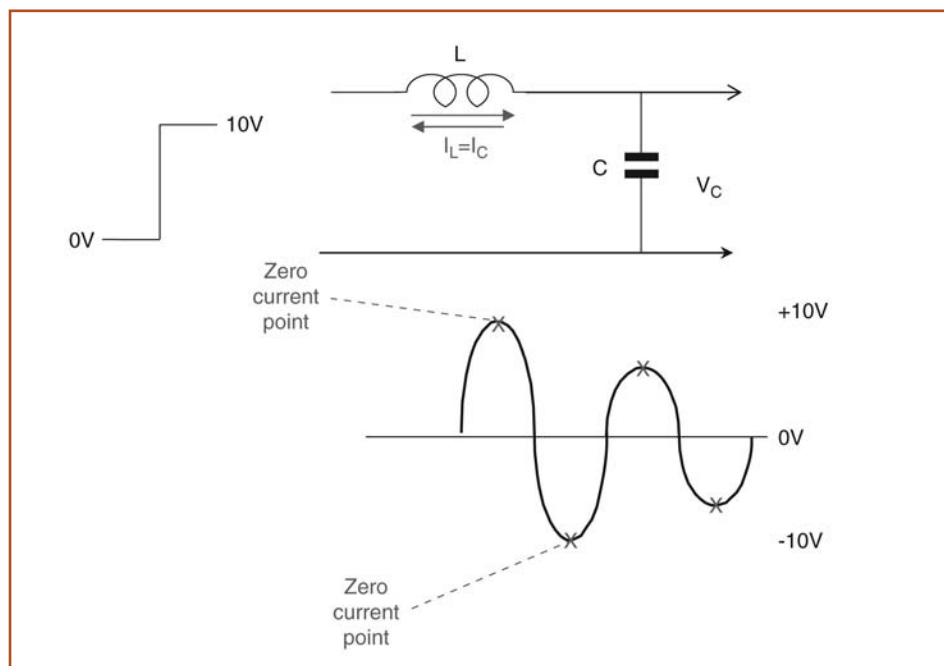 L
10V
I_L=I_C
C
V_C
0V
Zero
current
point
+10V
0V
-10V
Zero
current
point